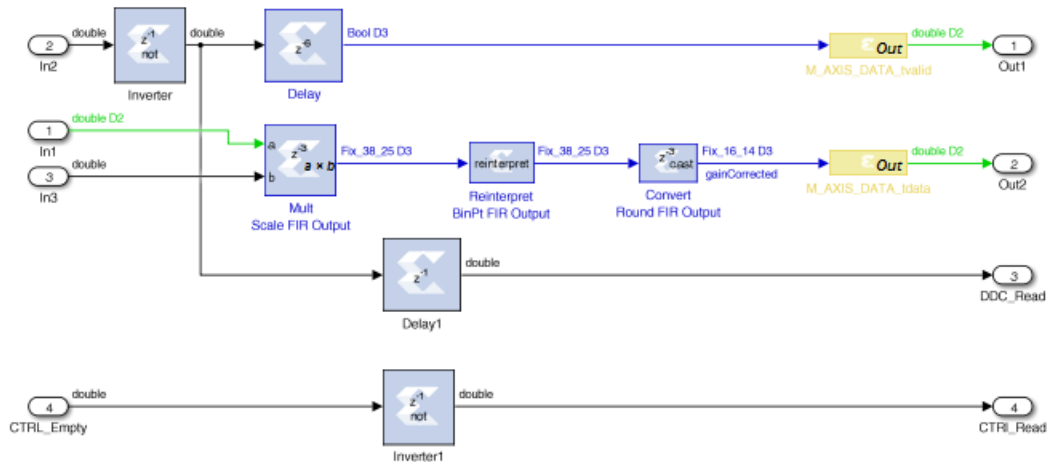 2
In2
double
z-1
not
Inverter
double
z-6
Delay
Bool D3
Out
M_AXIS_DATA_tvalid
double D2
1
Out1
1
In1
double D2
3
In3
double
a
b
z-3
a × b
Mult
Scale FIR Output
Fix_38_25 D3
reinterpret
Reinterpret
BinPt FIR Output
Fix_38_25 D3
z-3
cast
Convert
Round FIR Output
Fix_16_14 D3
gainCorrected
Out
M_AXIS_DATA_tdata
double D2
2
Out2
z-1
Delay1
double
3
DDC_Read
4
CTRL_Empty
double
z-1
not
Inverter1
double
4
CTRl_Read